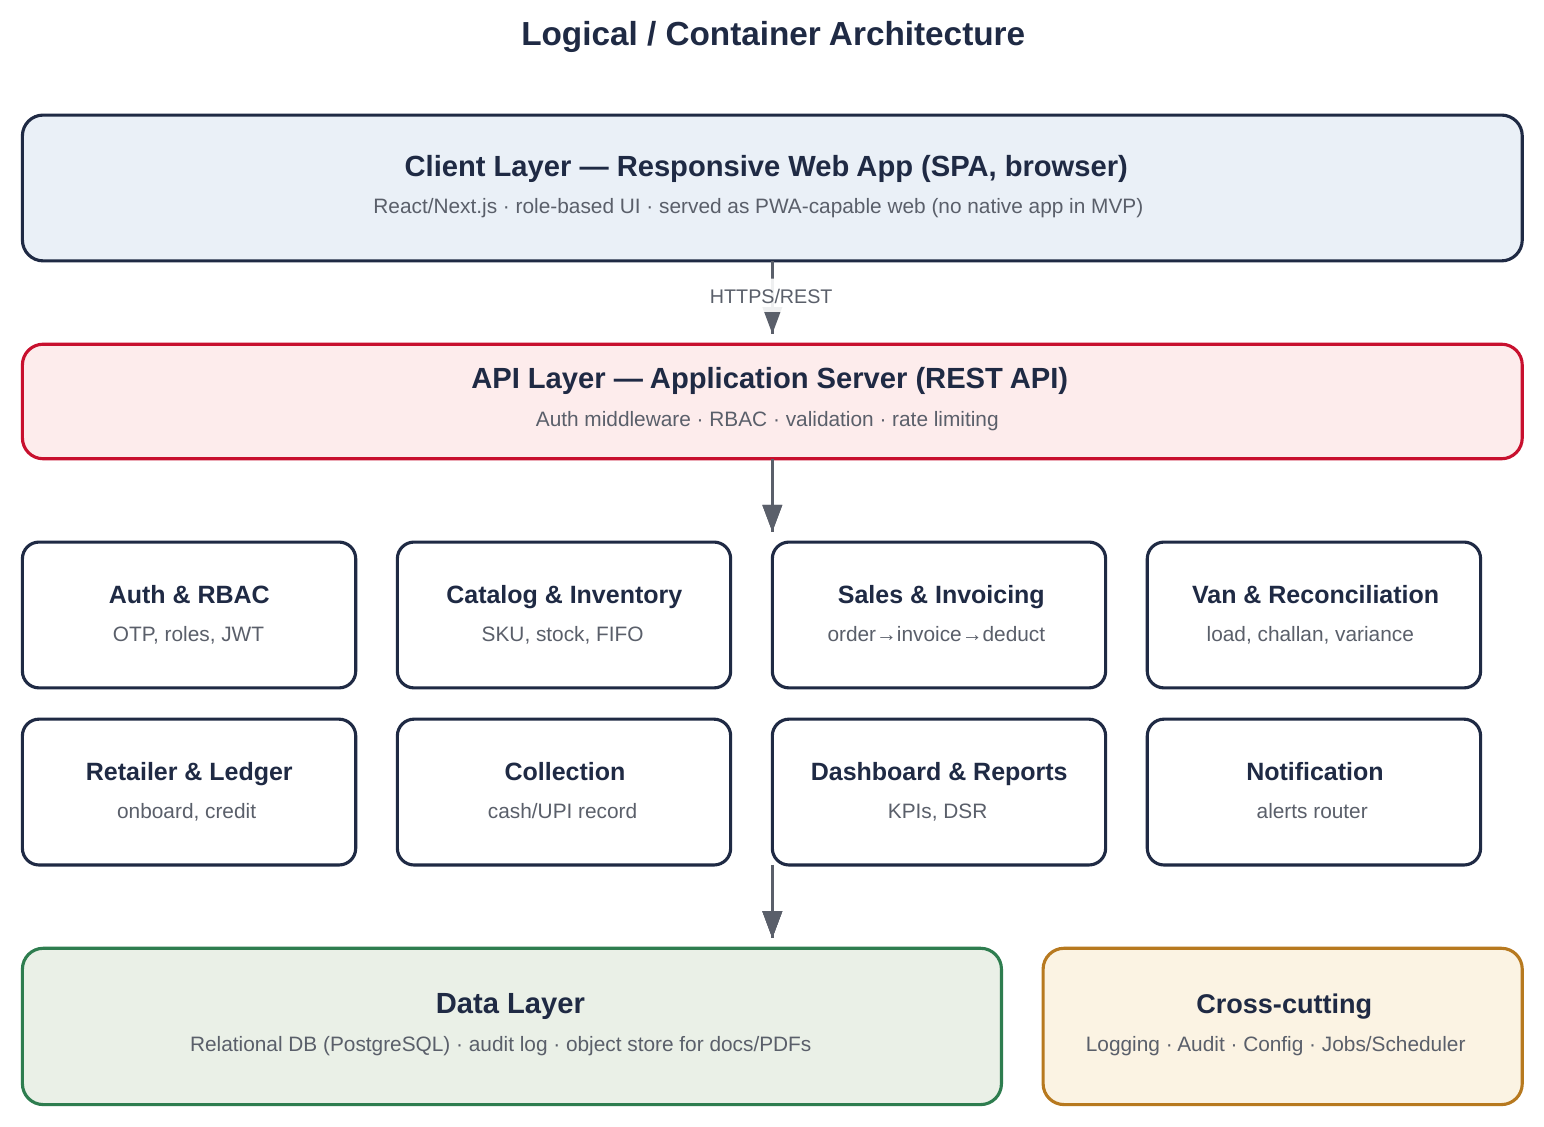 Logical / Container Architecture
Client Layer — Responsive Web App (SPA, browser)
React/Next.js · role-based UI · served as PWA-capable web (no native app in MVP)
HTTPS/REST
API Layer — Application Server (REST API)
Auth middleware · RBAC · validation · rate limiting
Auth & RBAC
OTP, roles, JWT
Catalog & Inventory
SKU, stock, FIFO
Sales & Invoicing
order→invoice→deduct
Van & Reconciliation
load, challan, variance
Retailer & Ledger
onboard, credit
Collection
cash/UPI record
Dashboard & Reports
KPIs, DSR
Notification
alerts router
Data Layer
Relational DB (PostgreSQL) · audit log · object store for docs/PDFs
Cross-cutting
Logging · Audit · Config · Jobs/Scheduler